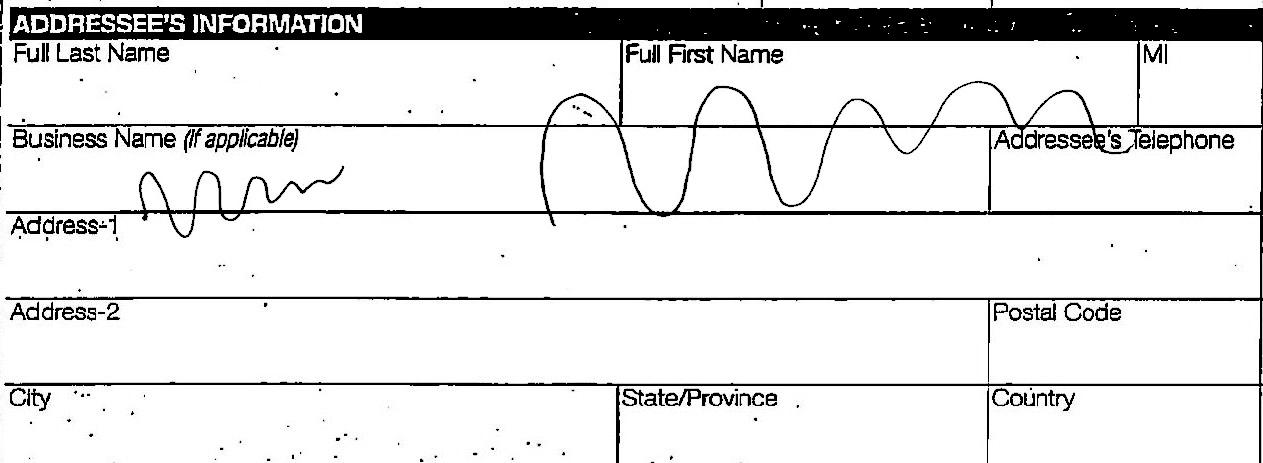 ADDRESSEE'S INFORMATION
Full Last Name Full First Name MI
Business Name (if applicable) Addressee's Telephone
Address-1
Address-2 Postal Code
City State/Province Country